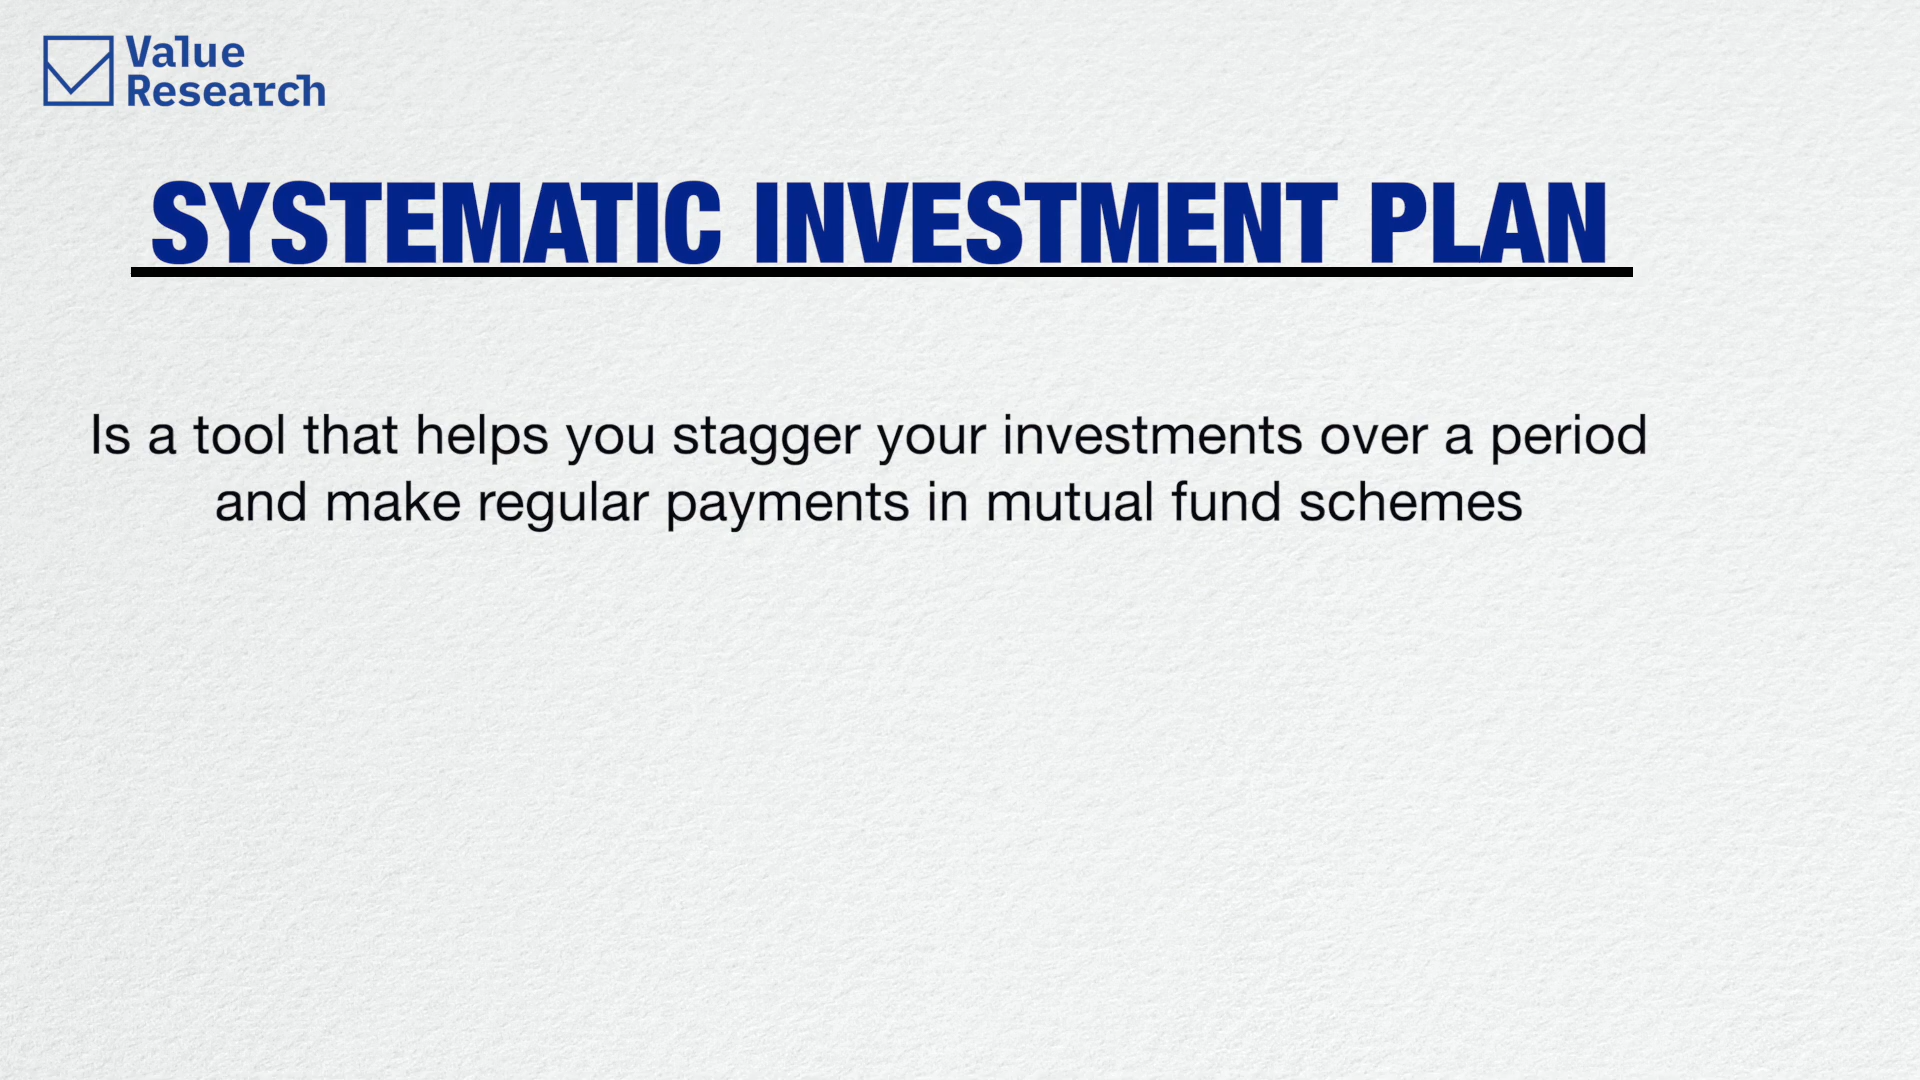 Value
Research
SYSTEMATIC INVESTMENT PLAN
Is a tool that helps you stagger your investments over a period
and make regular payments in mutual fund schemes